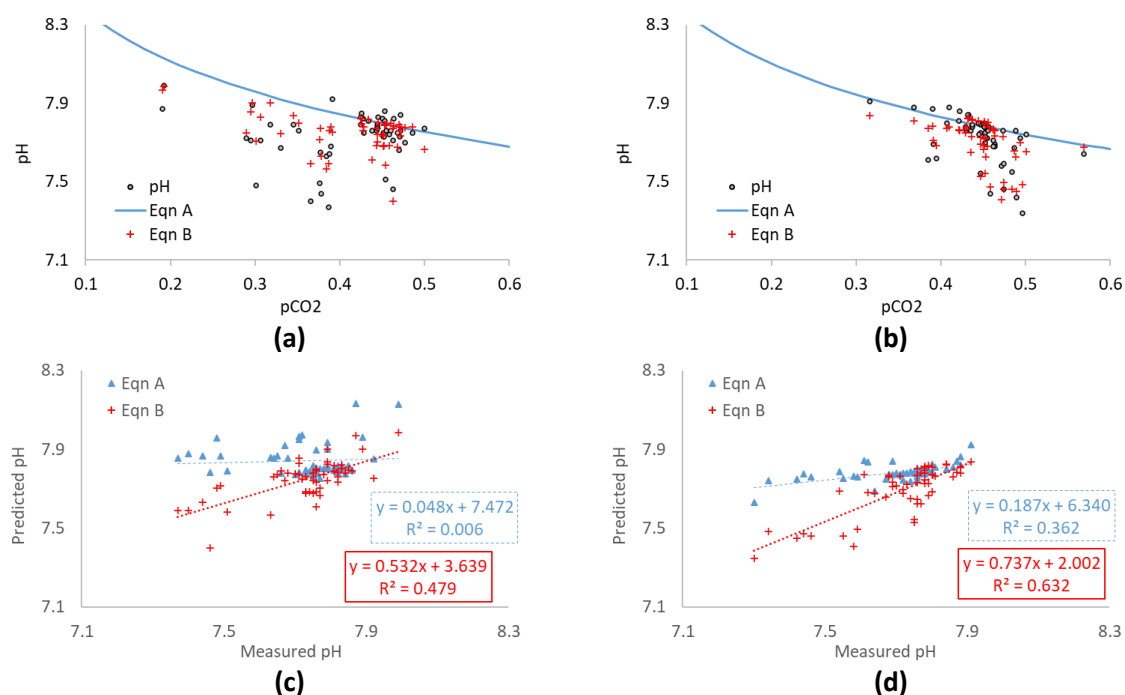 8.3
7.9
7.5
7.1
pH
pH
Eqn A
Eqn B
0.1 0.2 0.3 0.4 0.5 0.6
pCO2
(a)
8.3
7.9
7.5
7.1
pH
pH
Eqn A
Eqn B
0.1 0.2 0.3 0.4 0.5 0.6
pCO2
(b)
8.3
7.9
7.5
7.1
Predicted pH
Eqn A
Eqn B
y = 0.048x + 7.472
R² = 0.006
y = 0.532x + 3.639
R² = 0.479
7.1 7.5 7.9 8.3
Measured pH
(c)
8.3
7.9
7.5
7.1
Predicted pH
Eqn A
Eqn B
y = 0.187x + 6.340
R² = 0.362
y = 0.737x + 2.002
R² = 0.632
7.1 7.5 7.9 8.3
Measured pH
(d)